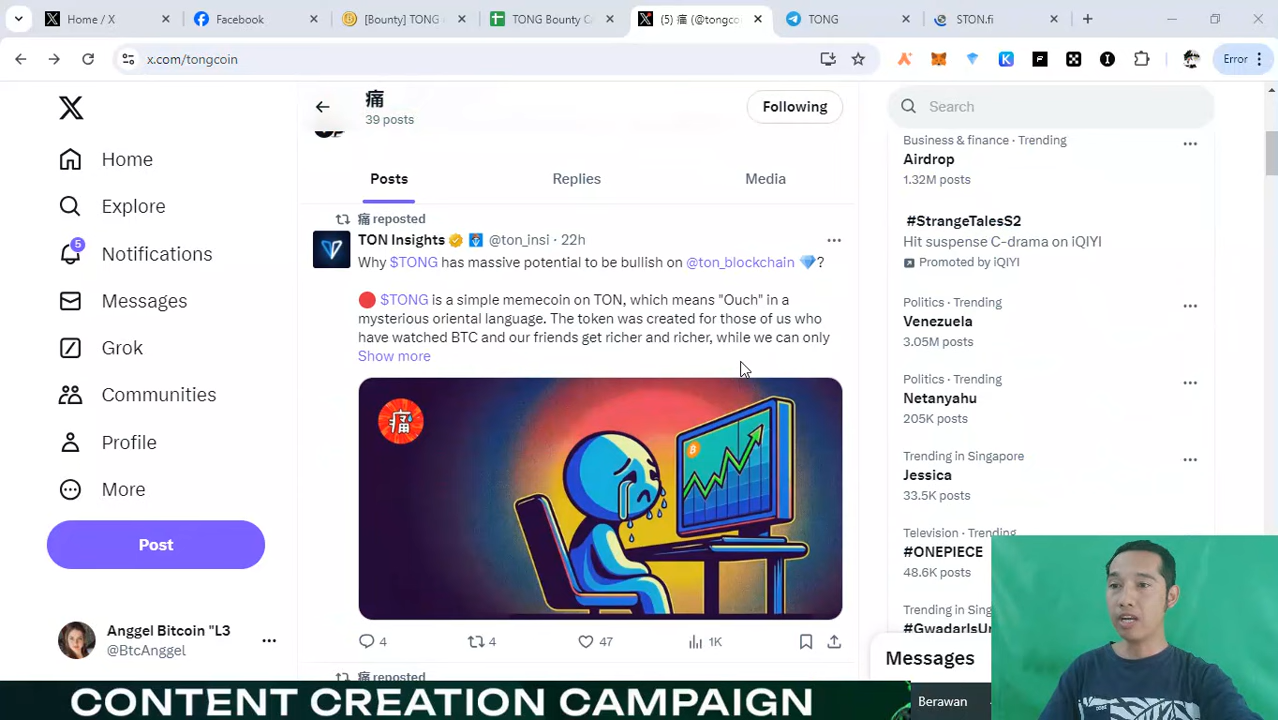 Home / X
Facebook
[Bounty] TONG
TONG Bounty C
(5) 痛 (@tongco
TONG
STON.fi
x.com/tongcoin
Error
痛
39 posts
Following
Posts
Replies
Media
痛 reposted
TON Insights @ton_insi · 22h
Why $TONG has massive potential to be bullish on @ton_blockchain 💎?
🔴 $TONG is a simple memecoin on TON, which means "Ouch" in a
mysterious oriental language. The token was created for those of us who
have watched BTC and our friends get richer and richer, while we can only
Show more
痛
4
4
47
1K
痛 reposted
Home
Explore
5
Notifications
Messages
Grok
Communities
Profile
More
Post
Anggel Bitcoin "L3
@BtcAnggel
Search
Business & finance · Trending
Airdrop
1.32M posts
#StrangeTalesS2
Hit suspense C-drama on iQIYI
Promoted by iQIYI
Politics · Trending
Venezuela
3.05M posts
Politics · Trending
Netanyahu
205K posts
Trending in Singapore
Jessica
33.5K posts
Television · Trending
#ONEPIECE
48.6K posts
Trending in Singa
#GwadarIsUn
Messages
CONTENT CREATION CAMPAIGN
Berawan